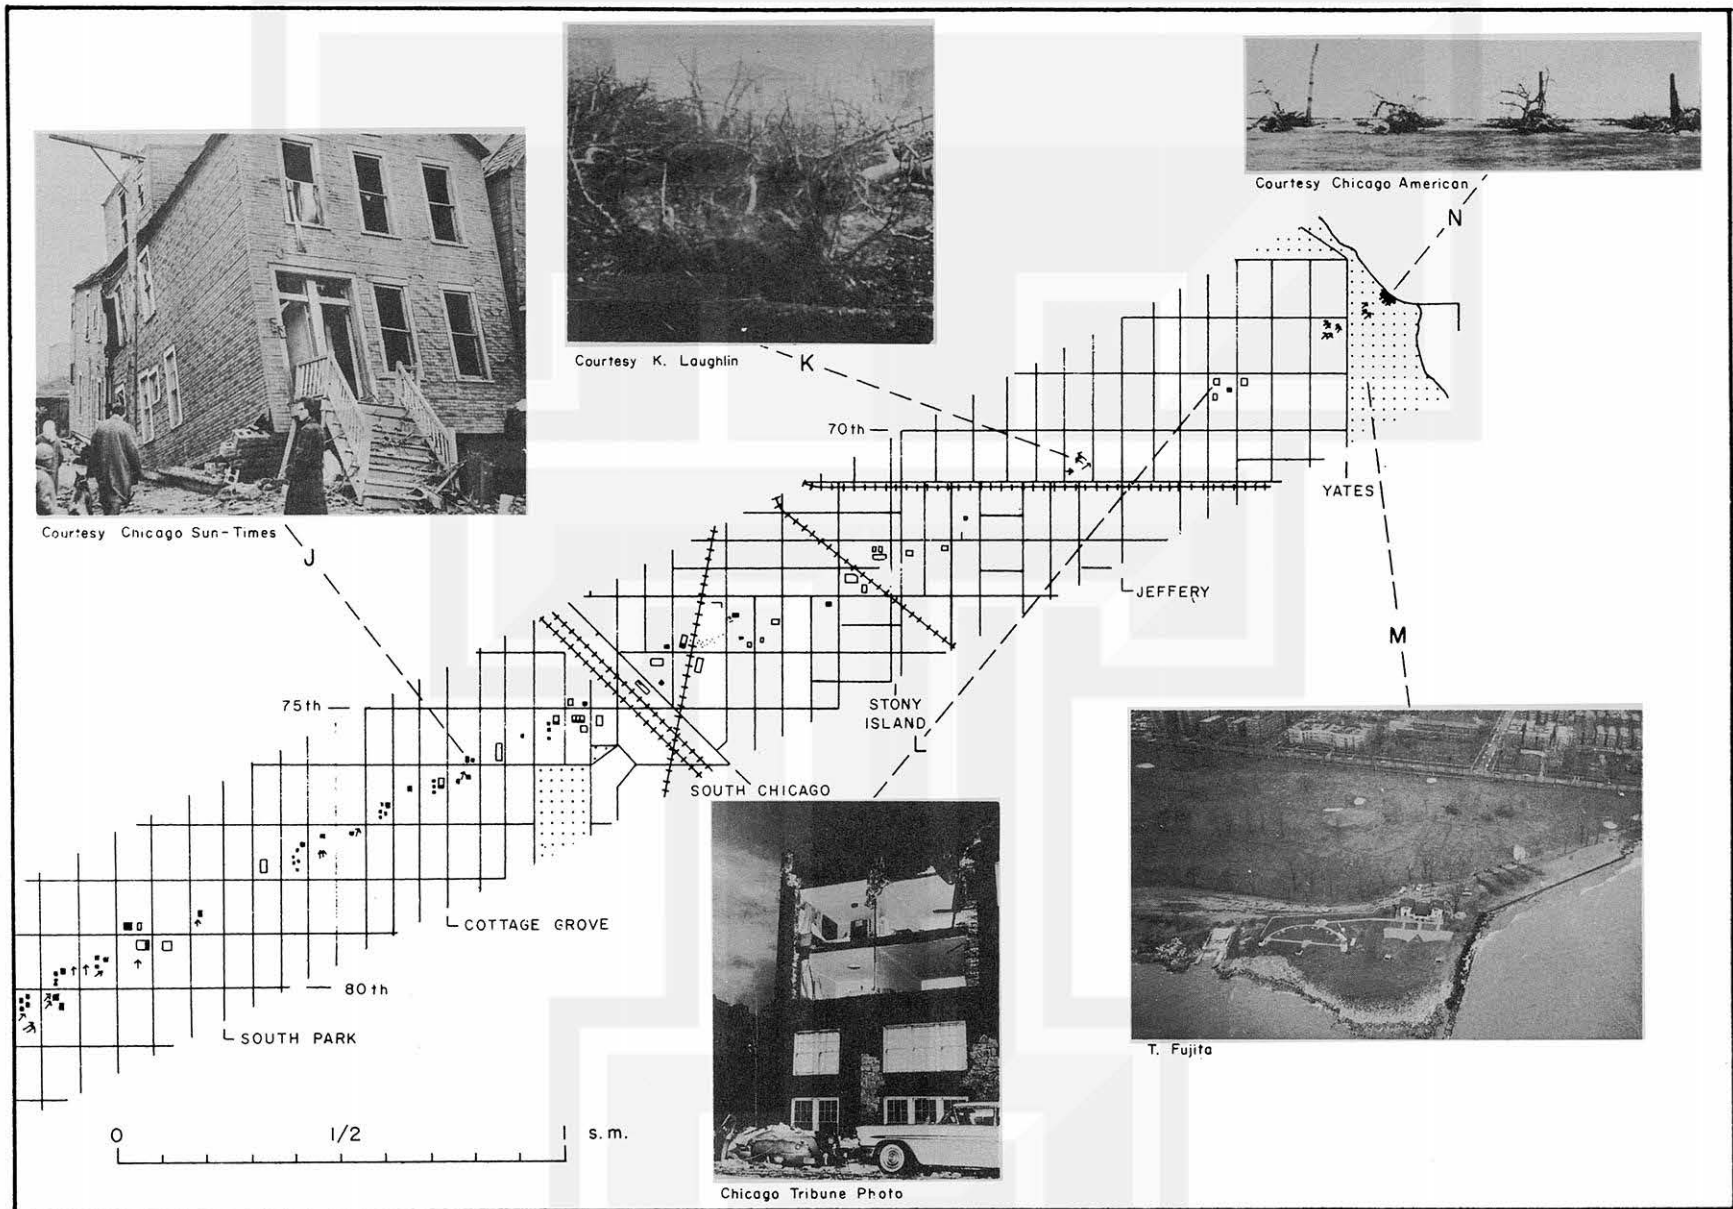 Courtesy Chicago American
N
Courtesy K. Laughlin
K
70th
YATES
Courtesy Chicago Sun-Times
J
JEFFERY
M
75th
STONY
ISLAND
L
SOUTH CHICAGO
COTTAGE GROVE
80th
SOUTH PARK
T. Fujita
0 1/2 1 s.m.
Chicago Tribune Photo